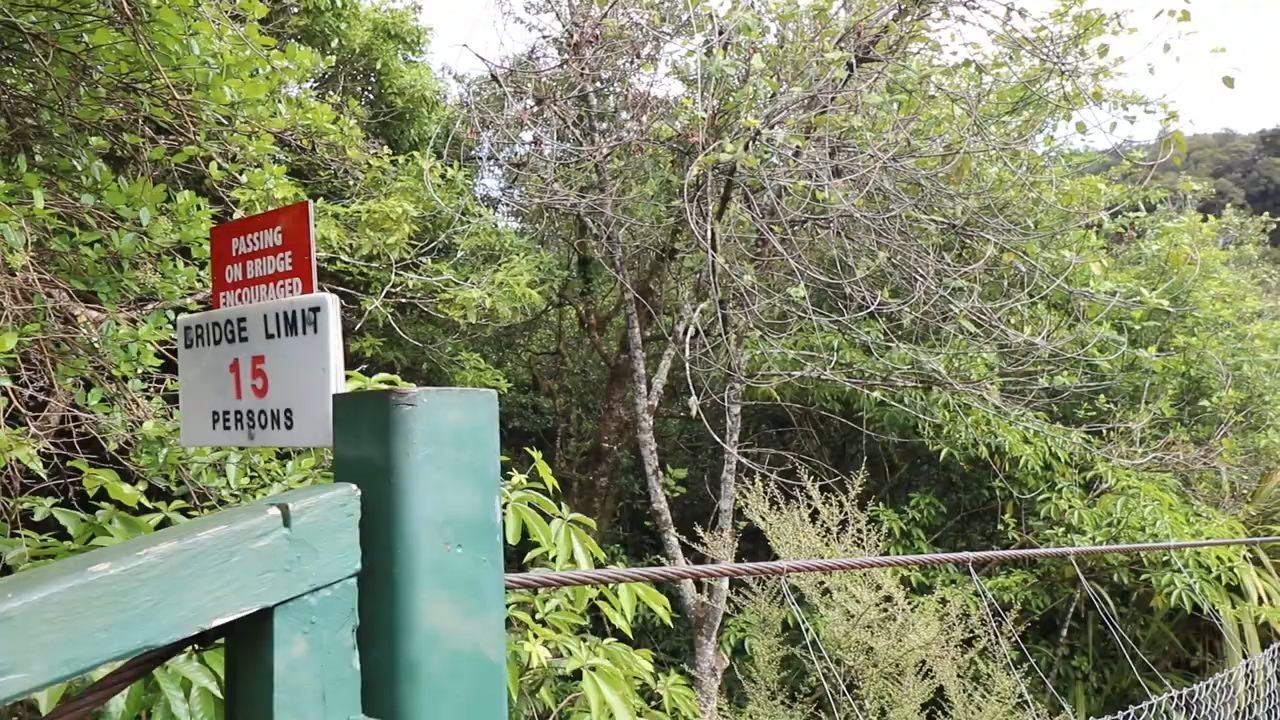 PASSING
ON BRIDGE
ENCOURAGED
BRIDGE LIMIT
15
PERSONS